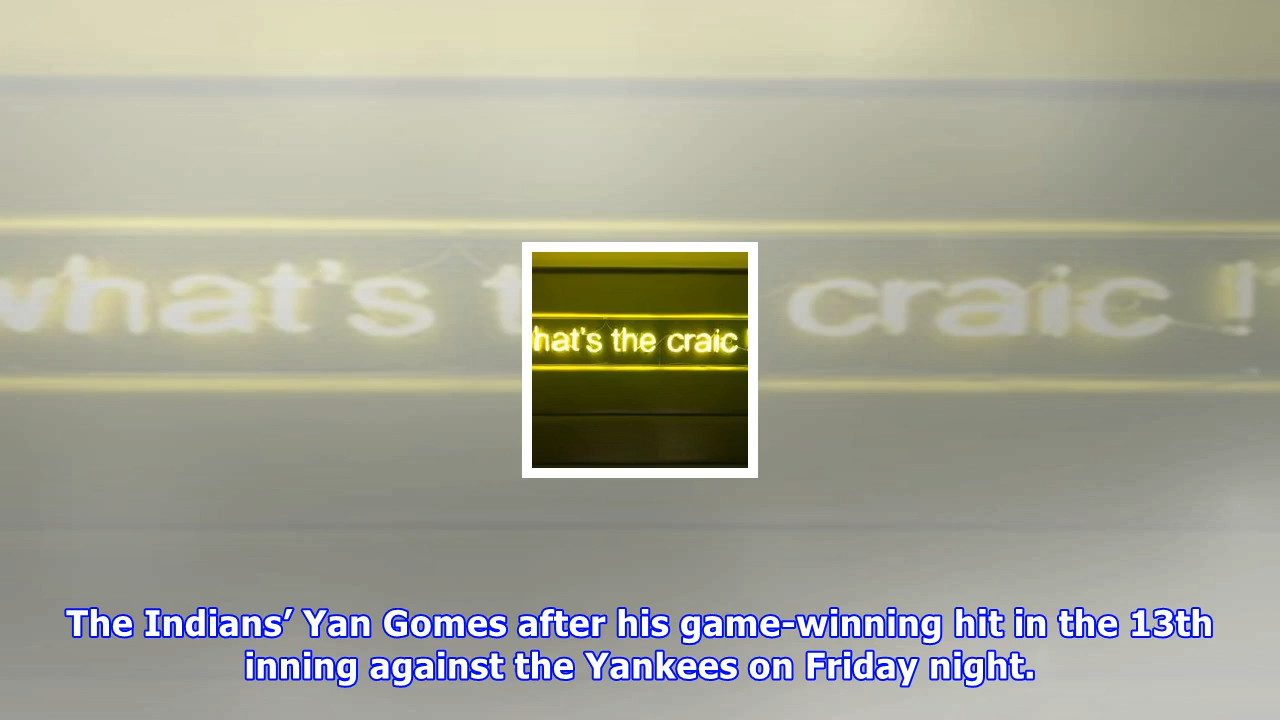 what's the craic !'
hat's the craic !
The Indians’ Yan Gomes after his game-winning hit in the 13th
inning against the Yankees on Friday night.